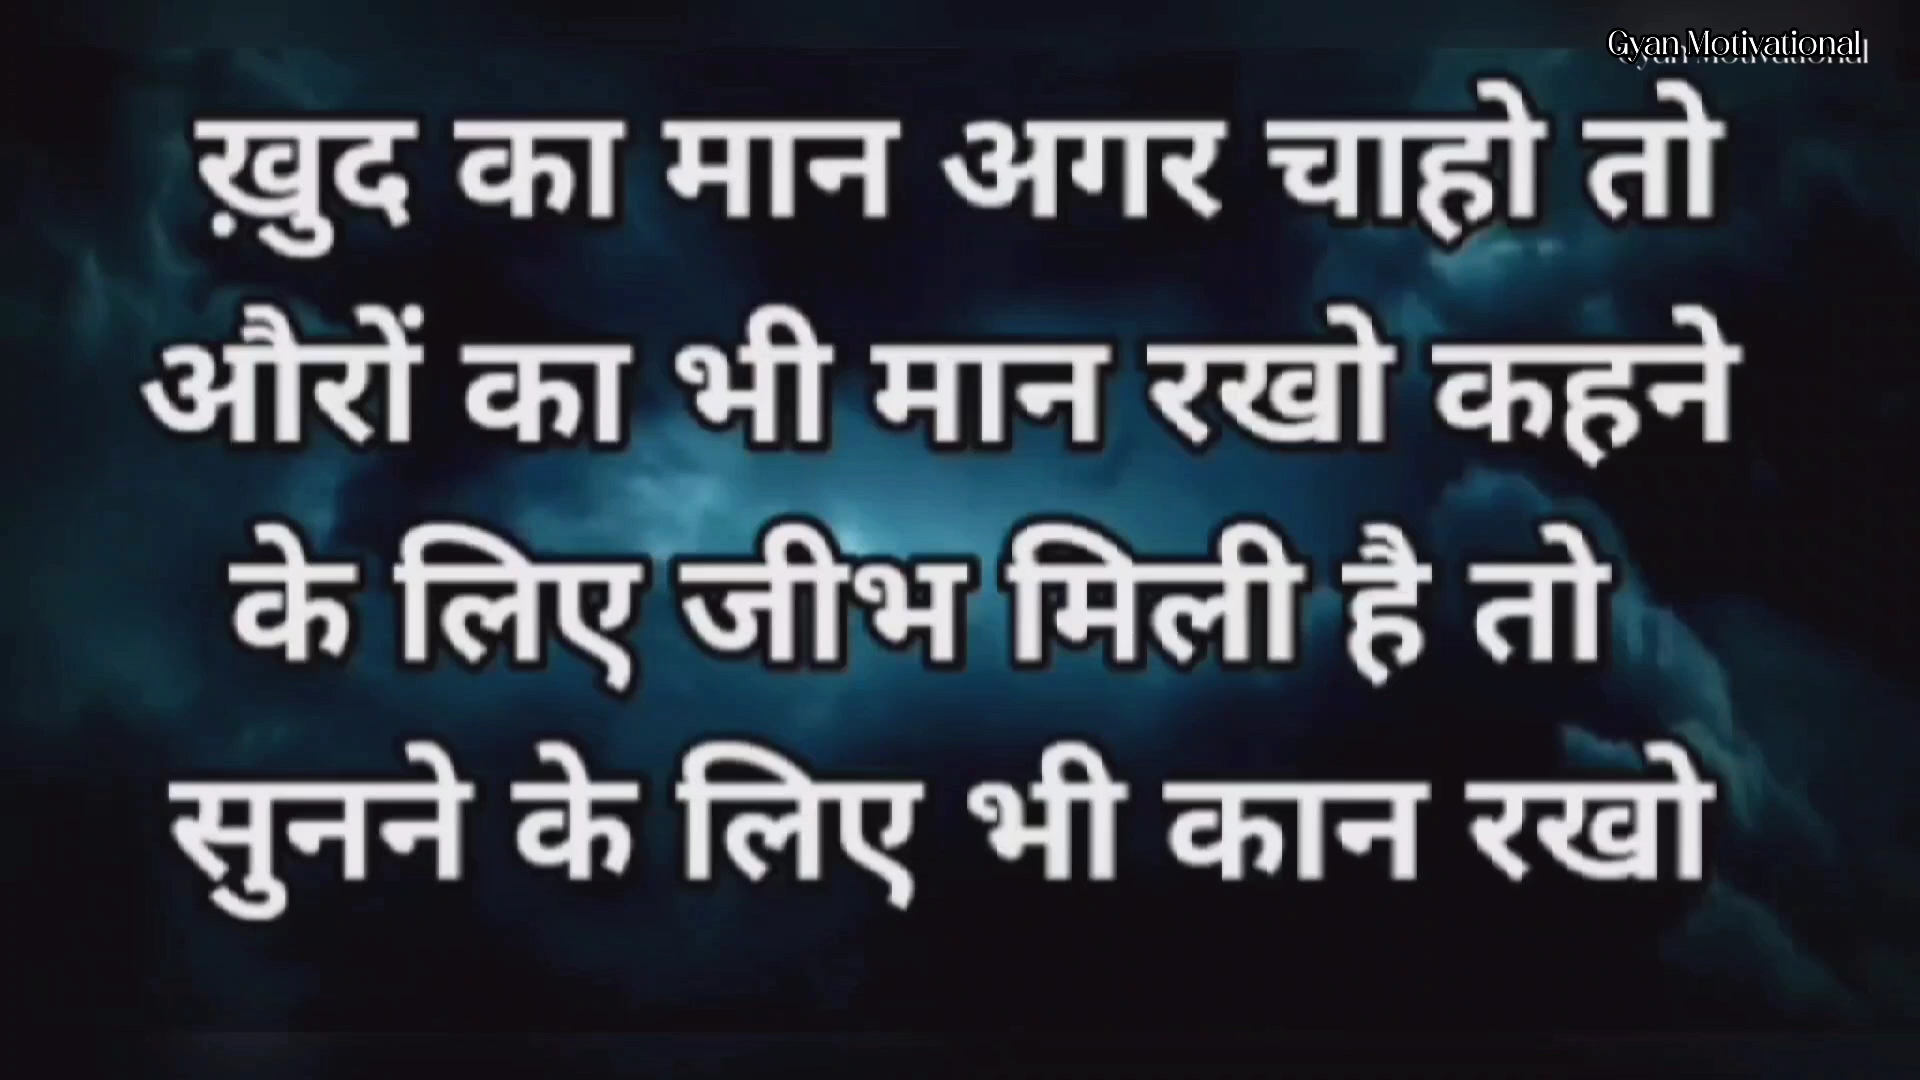 Gyan Motivational
ख़ुद का मान अगर चाहो तो
औरों का भी मान रखो कहने
के लिए जीभ मिली है तो
सुनने के लिए भी कान रखो